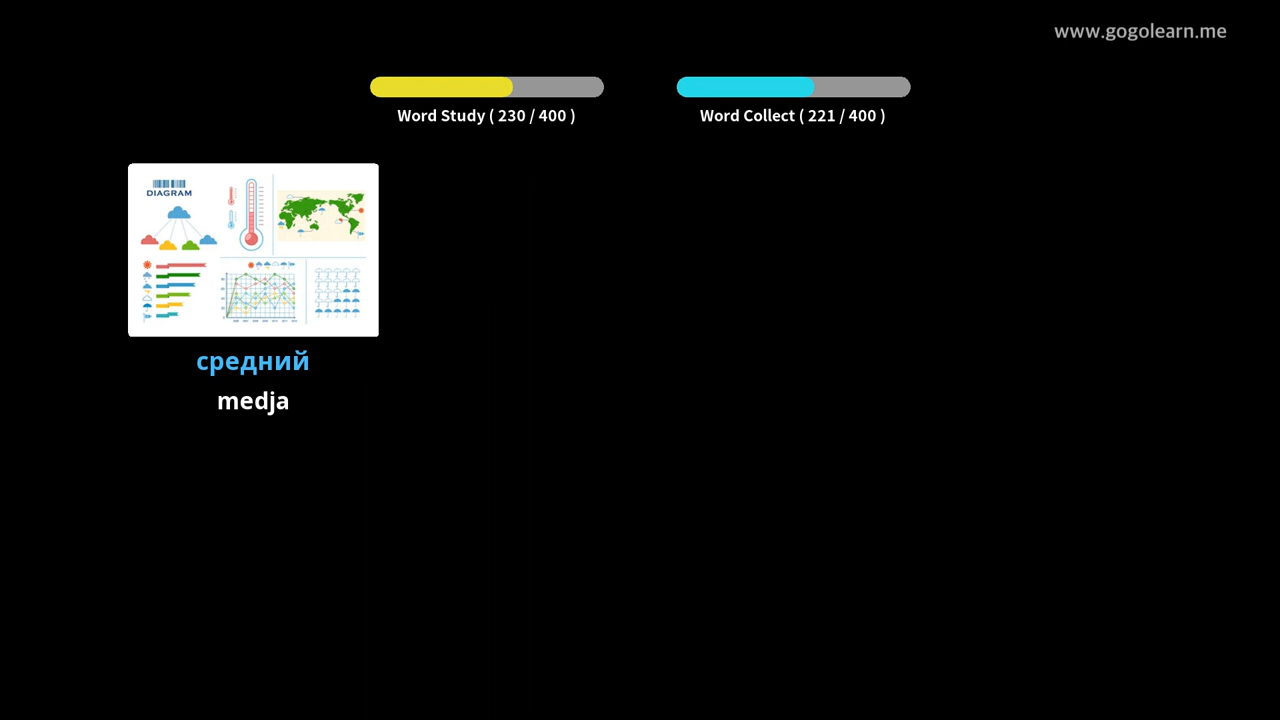 www.gogolearn.me
Word Study ( 230 / 400 )
Word Collect ( 221 / 400 )
DIAGRAM
средний
medja